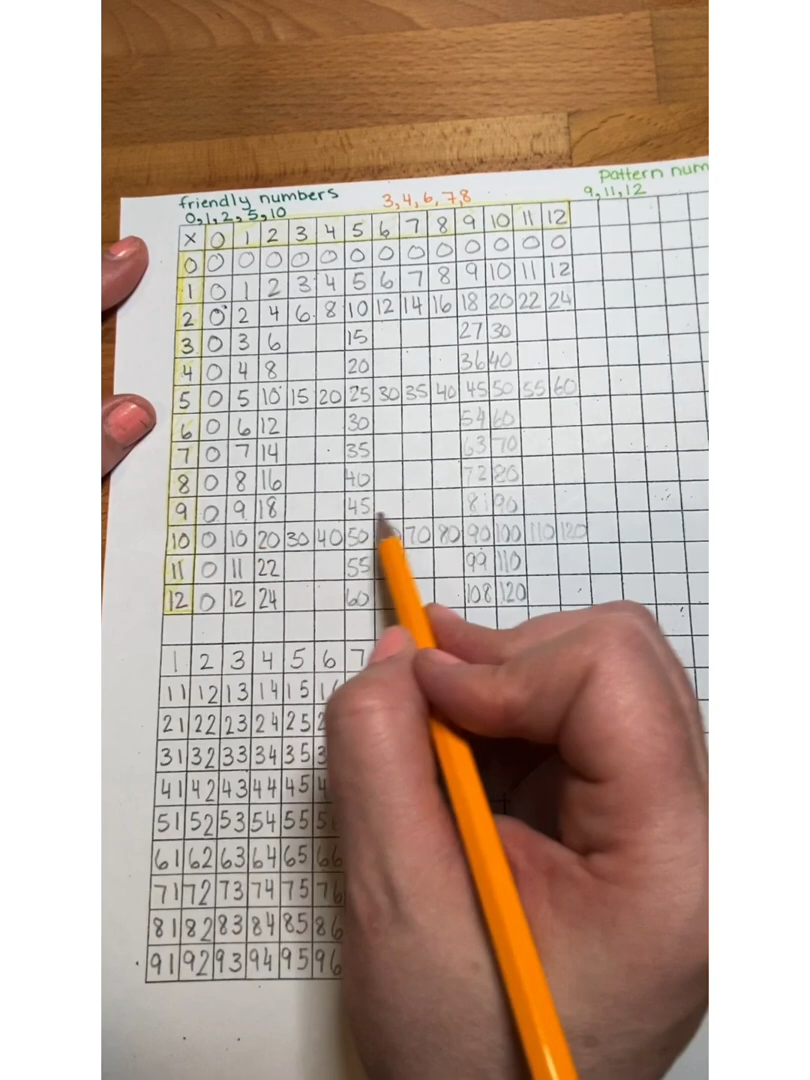 friendly numbers
0, 1, 2, 5, 10
3, 4, 6, 7, 8
pattern num
9, 11, 12
x 0 1 2 3 4 5 6 7 8 9 10 11 12
0 0 0 0 0 0 0 0 0 0 0 0 0 0
1 0 1 2 3 4 5 6 7 8 9 10 11 12
2 0 2 4 6 8 10 12 14 16 18 20 22 24
3 0 3 6 15 27 30
4 0 4 8 20 36 40
5 0 5 10 15 20 25 30 35 40 45 50 55 60
6 0 6 12 30 54 60
7 0 7 14 35 63 70
8 0 8 16 40 72 80
9 0 9 18 45 81 90
10 0 10 20 30 40 50 70 80 90 100 110 120
11 0 11 22 55 99 110
12 0 12 24 60 108 120
1 2 3 4 5 6 7
11 12 13 14 15
21 22 23 24 25
31 32 33 34 35
41 42 43 44 45
51 52 53 54 55
61 62 63 64 65 66
71 72 73 74 75 76
81 82 83 84 85 86
91 92 93 94 95 96